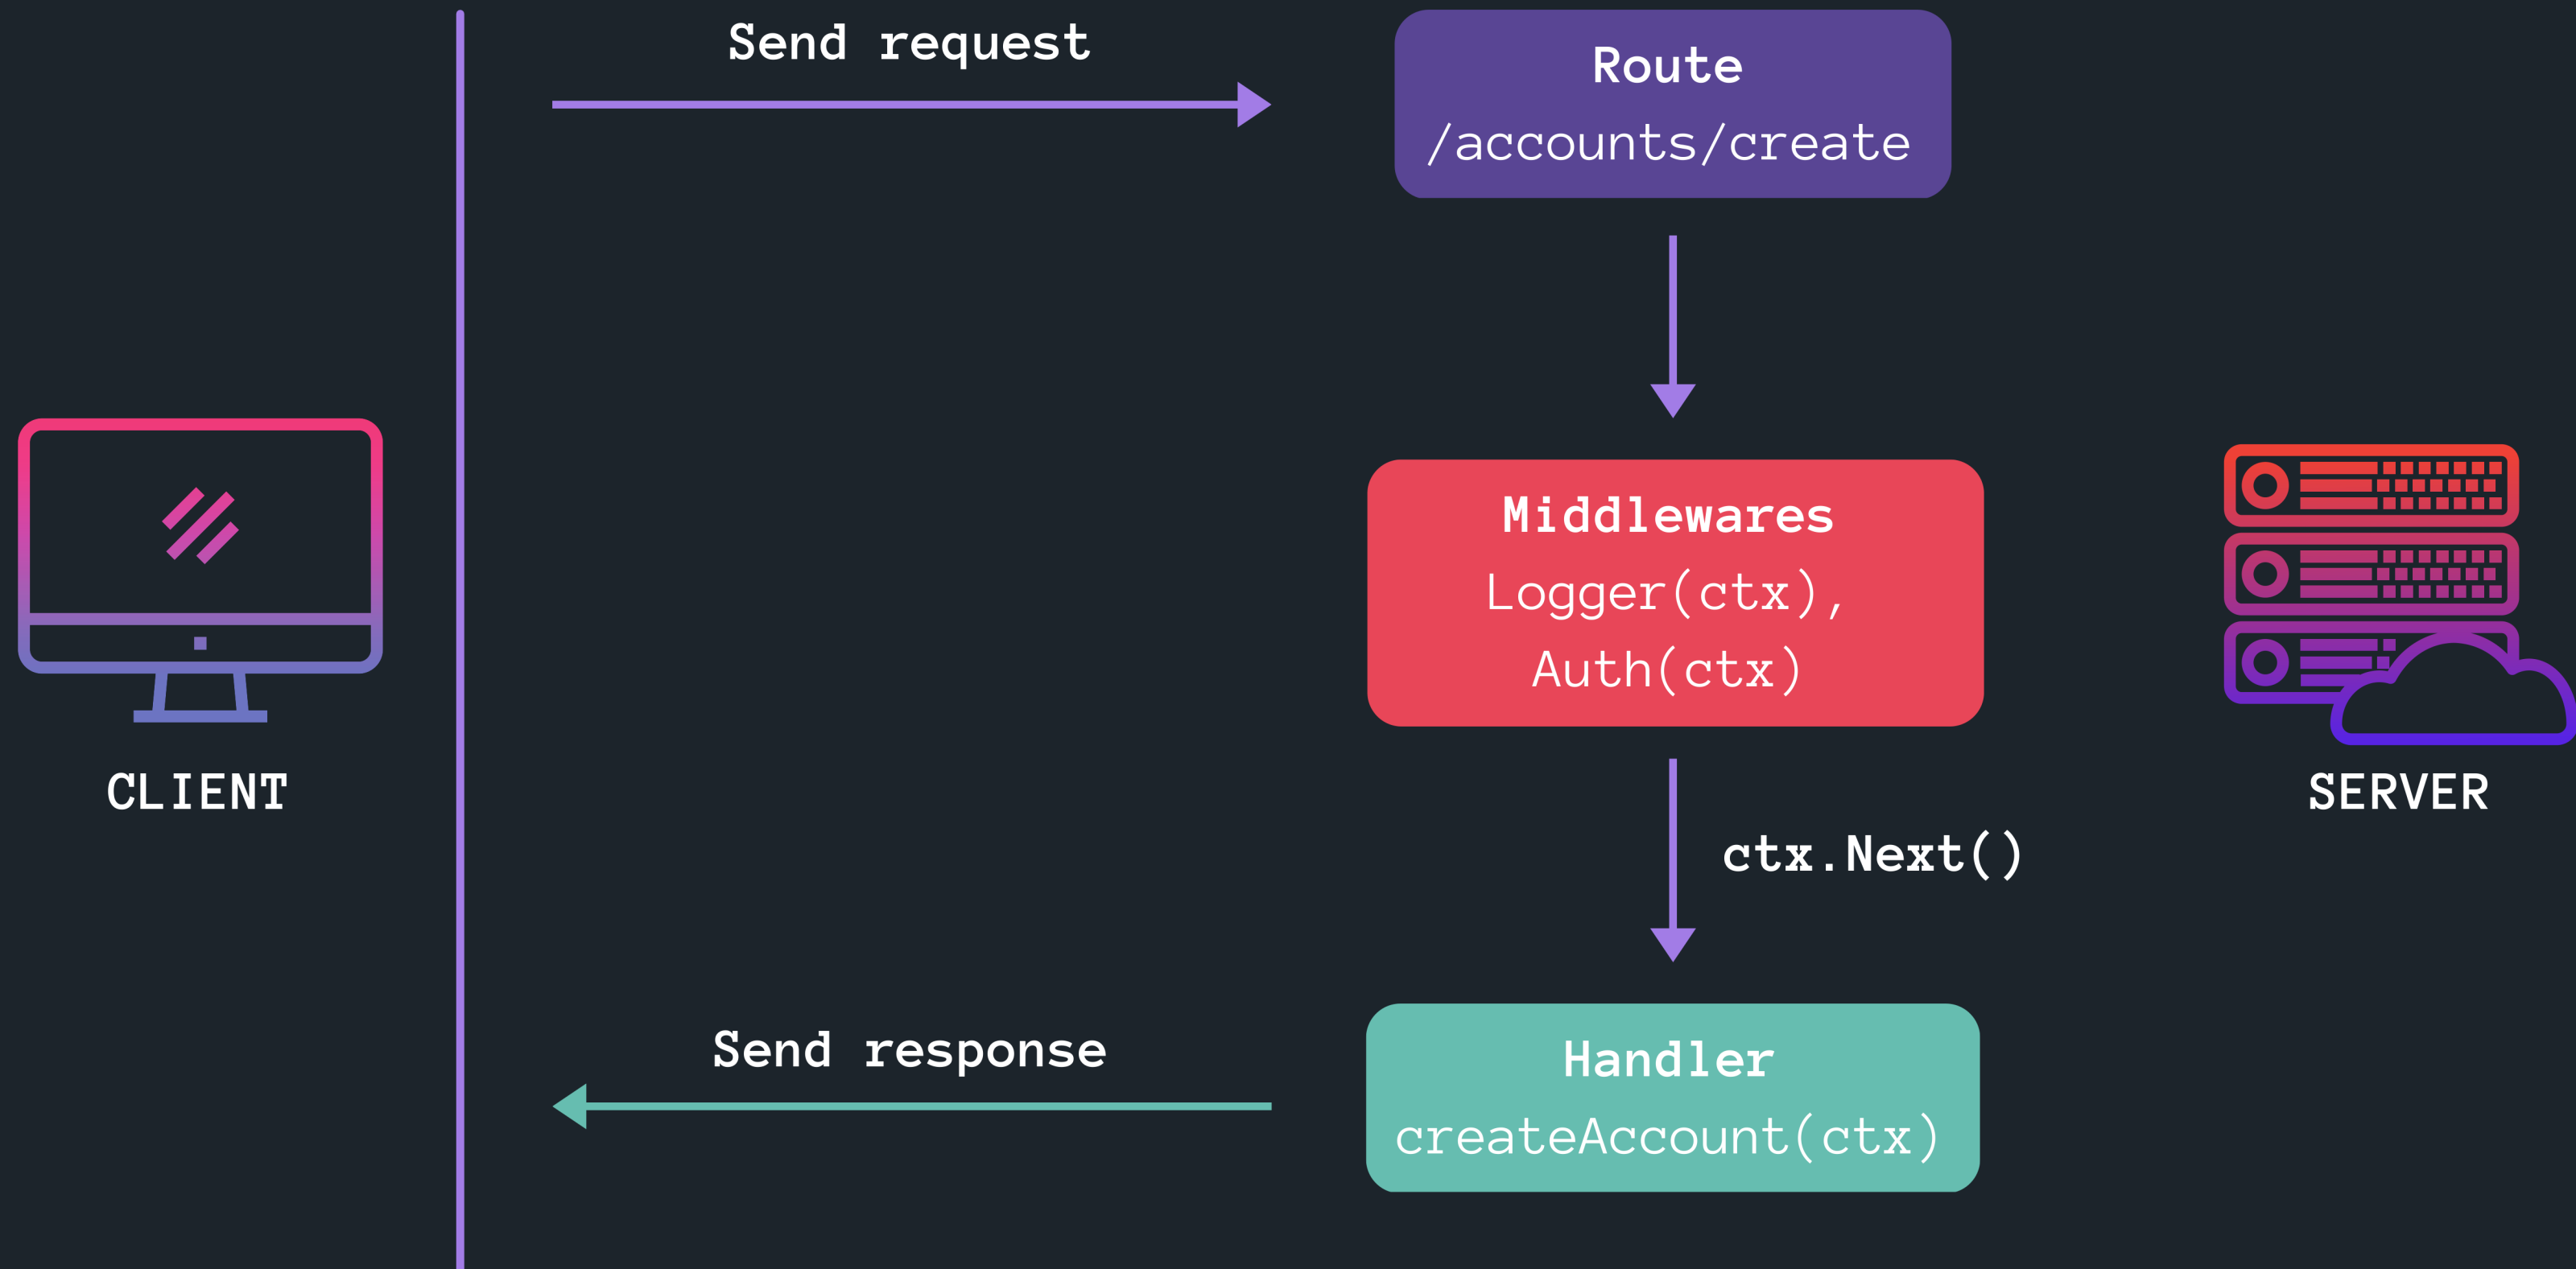 Send request
Route
/accounts/create
Middlewares
Logger(ctx),
Auth(ctx)
CLIENT
SERVER
ctx.Next()
Send response
Handler
createAccount(ctx)